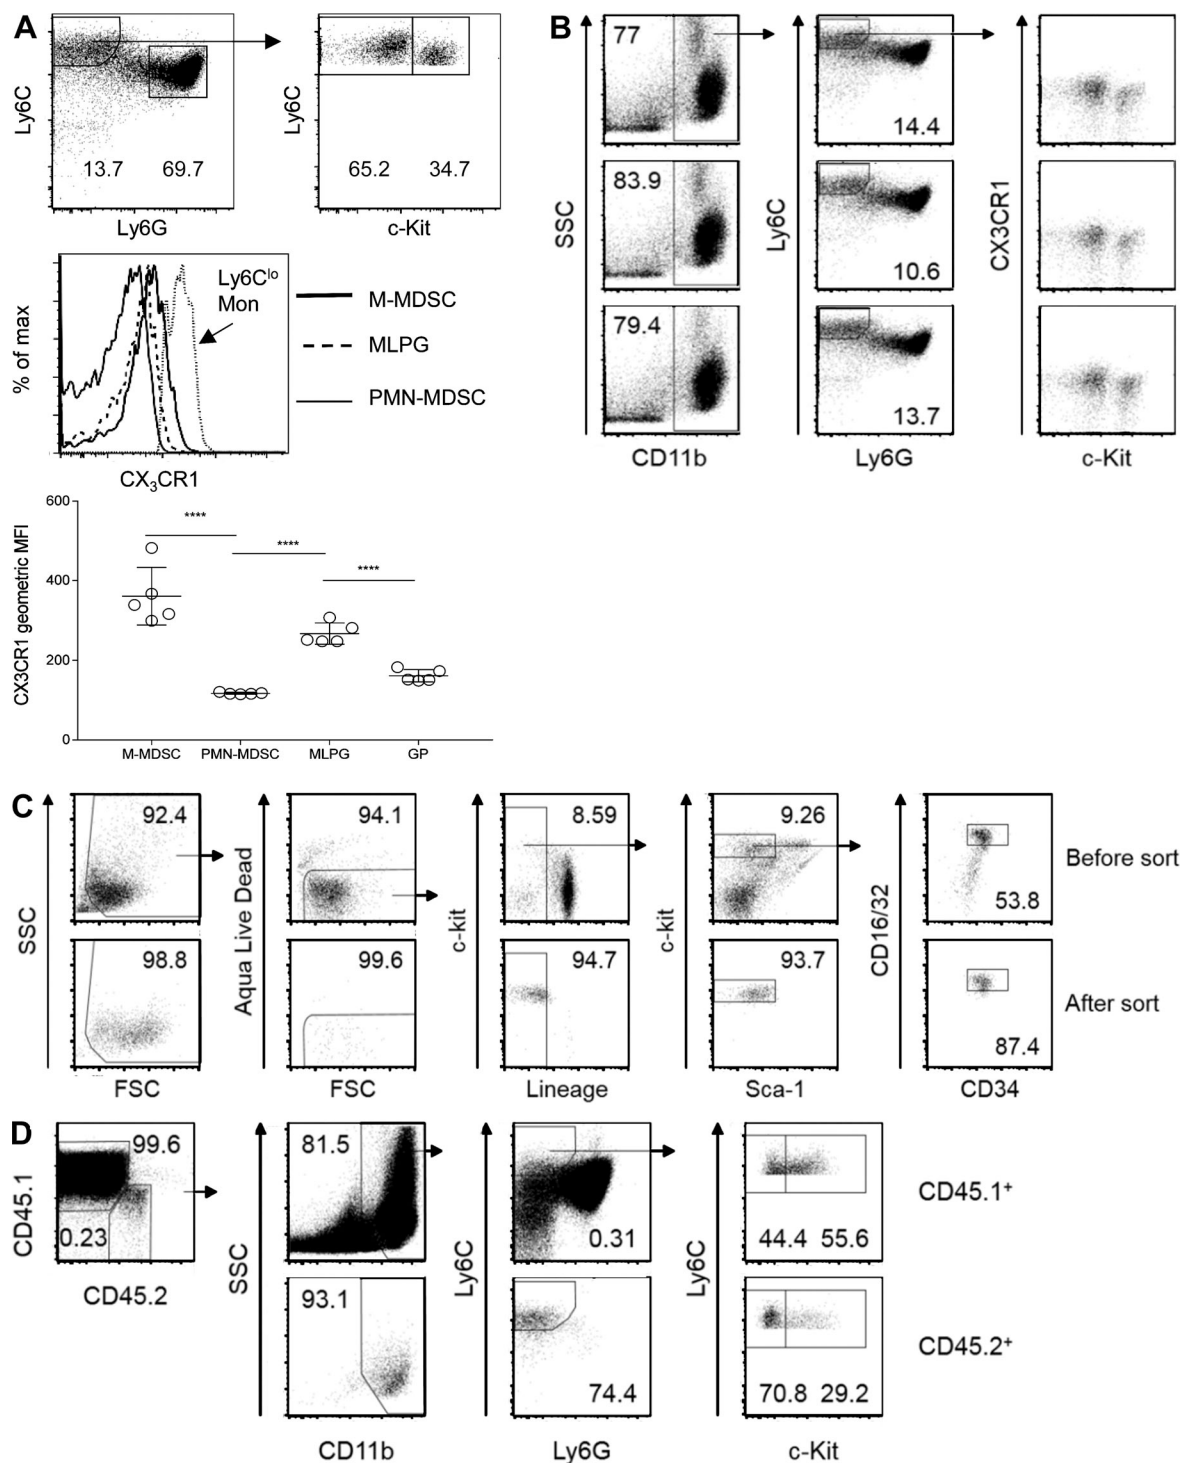 A
Ly6C
13.7 69.7
Ly6G
Ly6C
65.2 34.7
c-Kit
% of max
Ly6Clo
Mon
CX3CR1
M-MDSC
MLPG
PMN-MDSC
CX3CR1 geometric MFI
600
400
200
0
****
****
****
M-MDSC PMN-MDSC MLPG GP
B
77
14.4
83.9
10.6
79.4
13.7
SSC
Ly6C
CX3CR1
CD11b Ly6G c-Kit
C
92.4 94.1 8.59 9.26 53.8
Before sort
98.8 99.6 94.7 93.7 87.4
After sort
SSC
Aqua Live Dead
c-kit
c-kit
CD16/32
FSC FSC Lineage Sca-1 CD34
D
CD45.1
99.6
0.23
CD45.2
SSC
81.5
93.1
CD11b
Ly6C
0.31
74.4
Ly6G
Ly6C
44.4 55.6
CD45.1+
70.8 29.2
CD45.2+
c-Kit